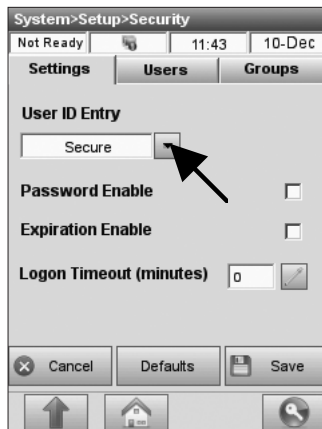 System>Setup>Security
Not Ready 11:43 10-Dec
Settings Users Groups
User ID Entry
Secure
Password Enable
Expiration Enable
Logon Timeout (minutes) 0
Cancel Defaults Save